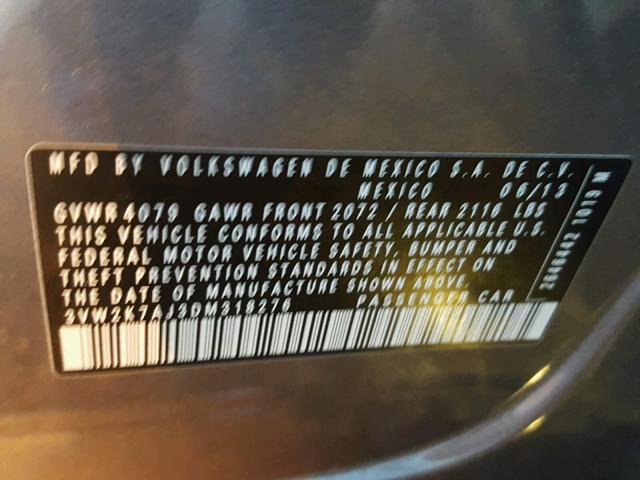 MFD BY VOLKSWAGEN DE MEXICO S.A. DE C.V.
MEXICO 06/13
GVWR 4079 GAWR FRONT 2072 / REAR 2116 LBS
THIS VEHICLE CONFORMS TO ALL APPLICABLE U.S.
FEDERAL MOTOR VEHICLE SAFETY, BUMPER AND
THEFT PREVENTION STANDARDS IN EFFECT ON
THE DATE OF MANUFACTURE SHOWN ABOVE.
3VW2K7AJ3DM318276 PASSENGER CAR
1019 M